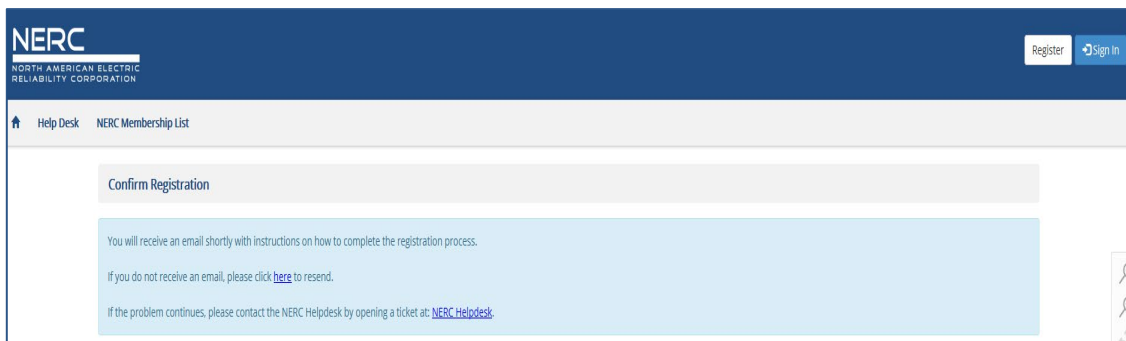 NERC
NORTH AMERICAN ELECTRIC
RELIABILITY CORPORATION
Register
Sign In
Help Desk
NERC Membership List
Confirm Registration
You will receive an email shortly with instructions on how to complete the registration process.
If you do not receive an email, please click here to resend.
If the problem continues, please contact the NERC Helpdesk by opening a ticket at: NERC Helpdesk.